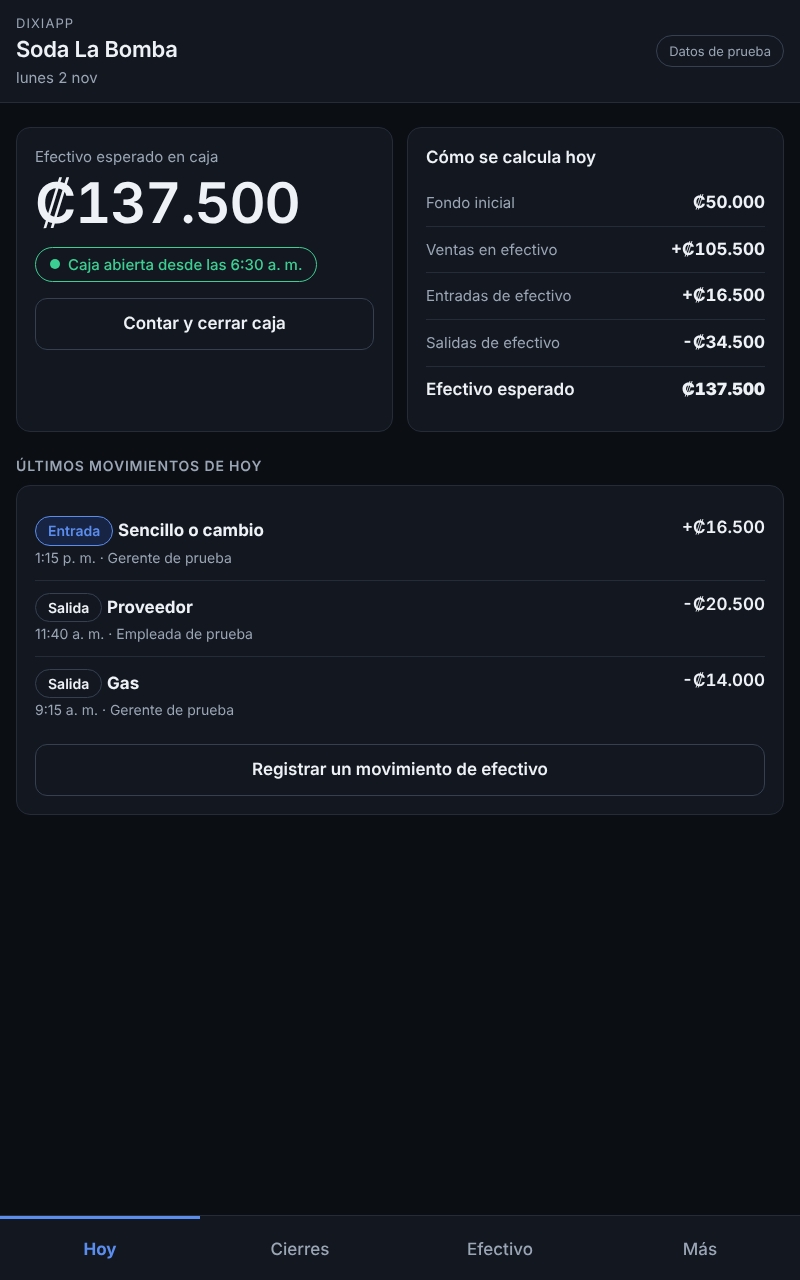 DIXIAPP
Soda La Bomba
lunes 2 nov
Datos de prueba
Efectivo esperado en caja
₡137.500
Caja abierta desde las 6:30 a. m.
Contar y cerrar caja
Cómo se calcula hoy
Fondo inicial ₡50.000
Ventas en efectivo +₡105.500
Entradas de efectivo +₡16.500
Salidas de efectivo -₡34.500
Efectivo esperado ₡137.500
ÚLTIMOS MOVIMIENTOS DE HOY
Entrada Sencillo o cambio +₡16.500
1:15 p. m. · Gerente de prueba
Salida Proveedor -₡20.500
11:40 a. m. · Empleada de prueba
Salida Gas -₡14.000
9:15 a. m. · Gerente de prueba
Registrar un movimiento de efectivo
Hoy Cierres Efectivo Más